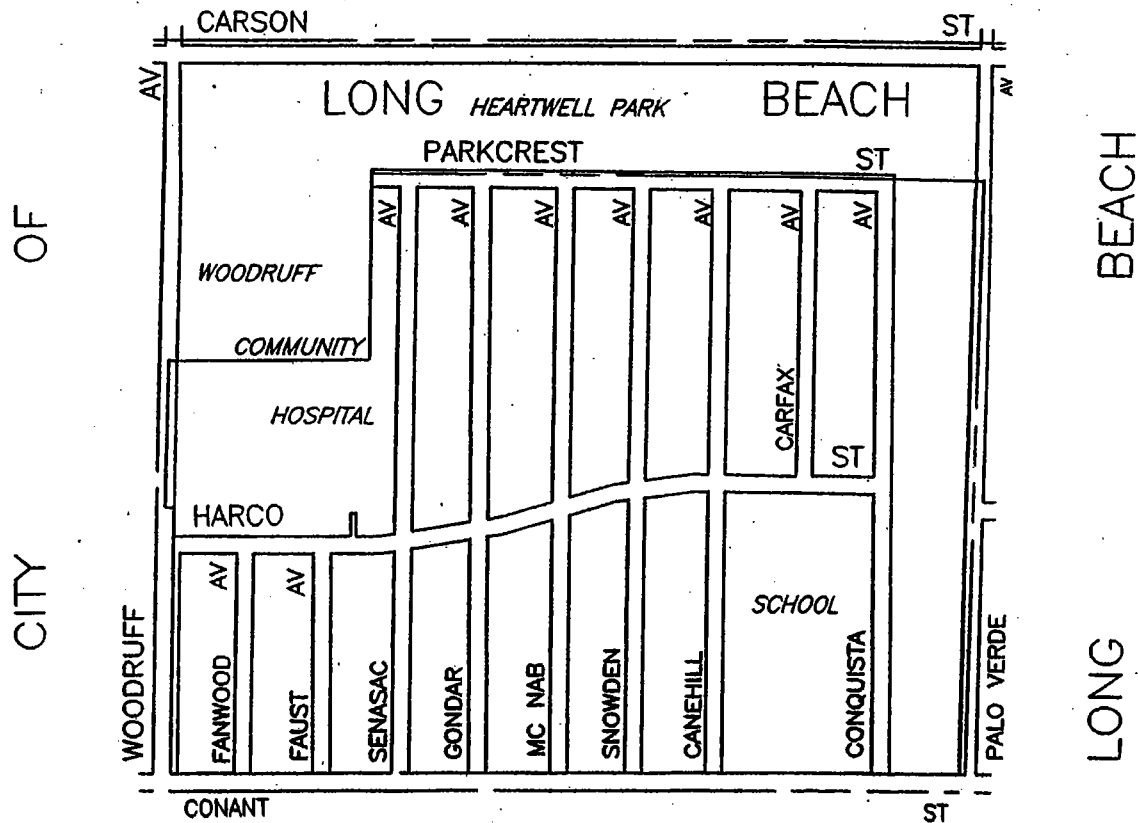 CARSON ST
AV AV
LONG HEARTWELL PARK BEACH
PARKCREST ST
AV AV AV AV AV AV AV
OF
BEACH
WOODRUFF
COMMUNITY
HOSPITAL
CARFAX
ST
HARCO
AV AV
CITY
SCHOOL
WOODRUFF
FANWOOD
FAUST
SENASAC
GONDAR
MC NAB
SNOWDEN
CANEHILL
CONQUISTA
PALO VERDE
LONG
CONANT ST